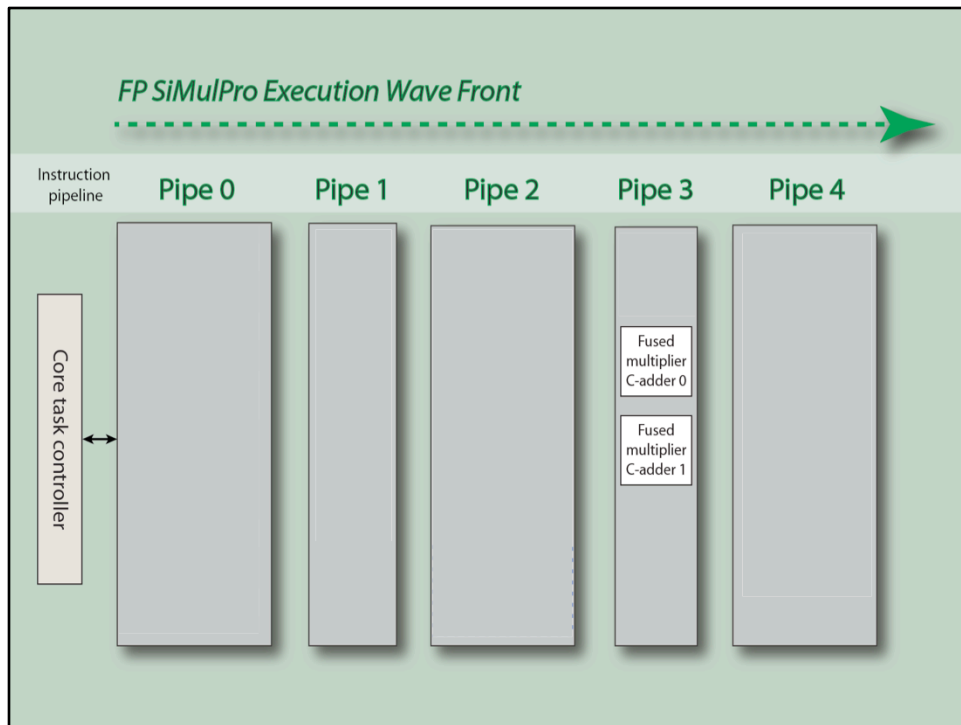 FP SiMulPro Execution Wave Front
Instruction
pipeline
Pipe 0
Pipe 1
Pipe 2
Pipe 3
Pipe 4
Core task controller
Fused
multiplier
C-adder 0
Fused
multiplier
C-adder 1